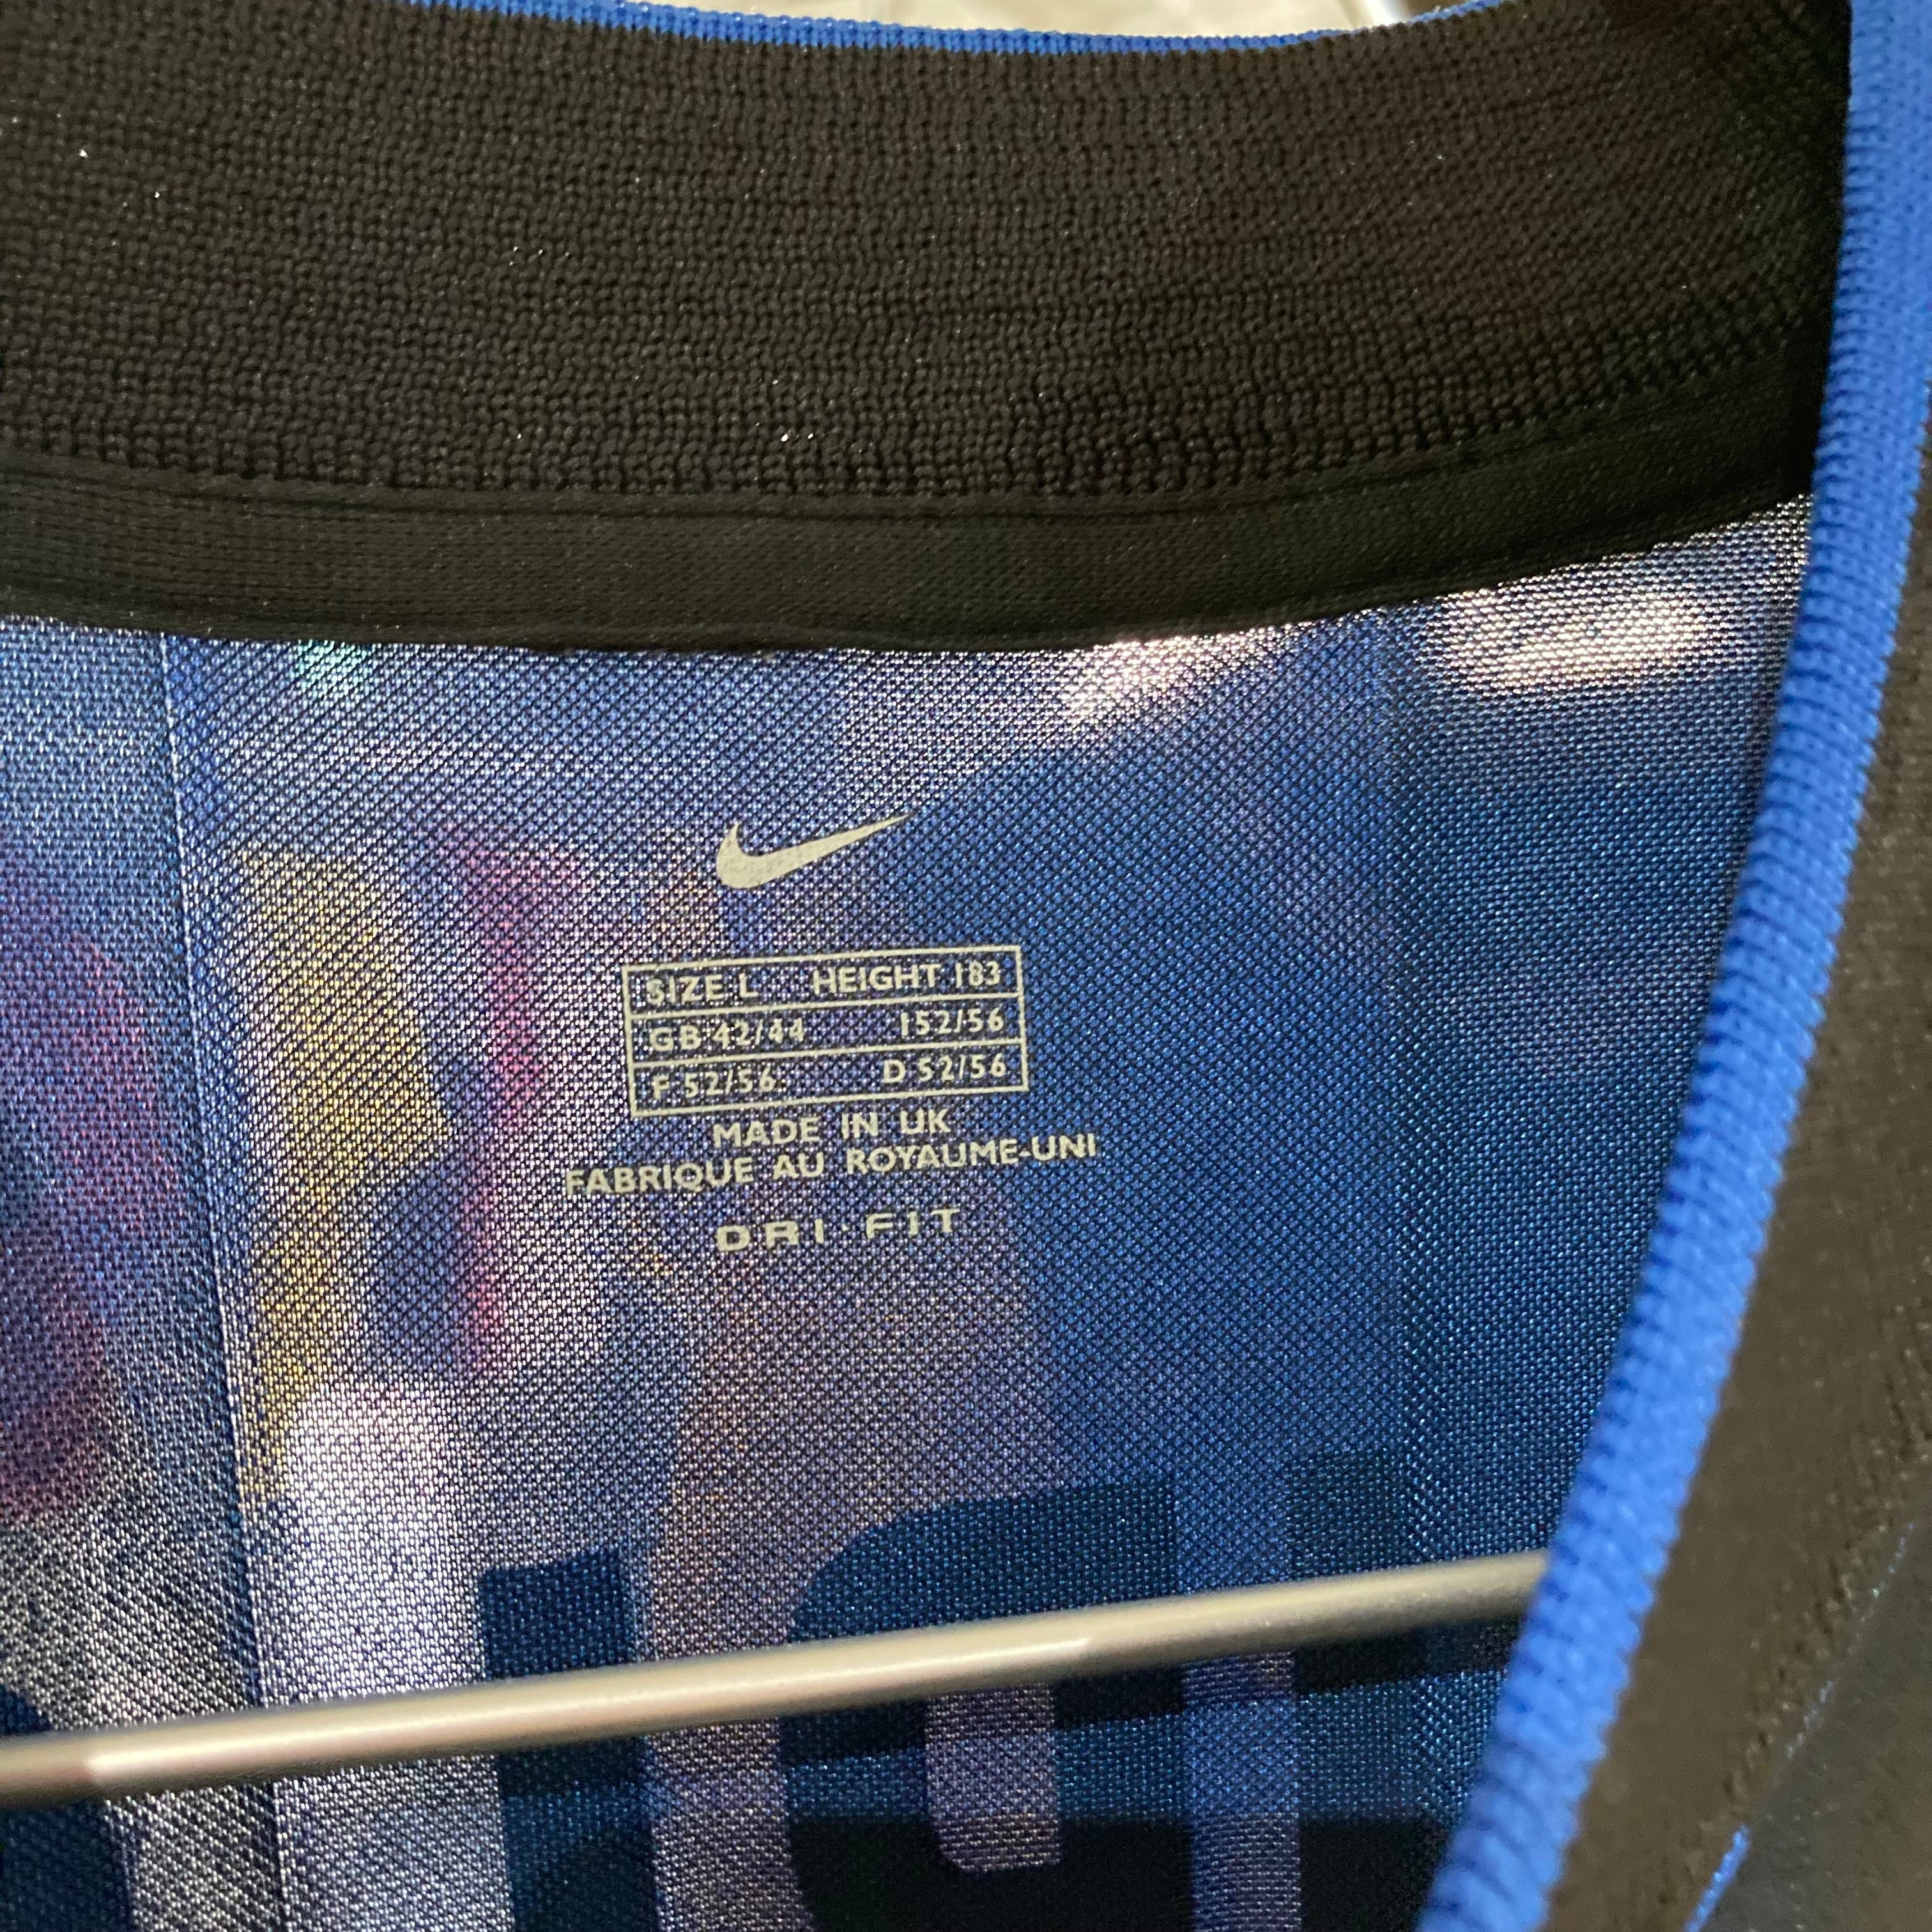 SIZE L HEIGHT 183
GB 42/44 152/56
F 52/56 D 52/56
MADE IN UK
FABRIQUE AU ROYAUME-UNI
DRI·FIT